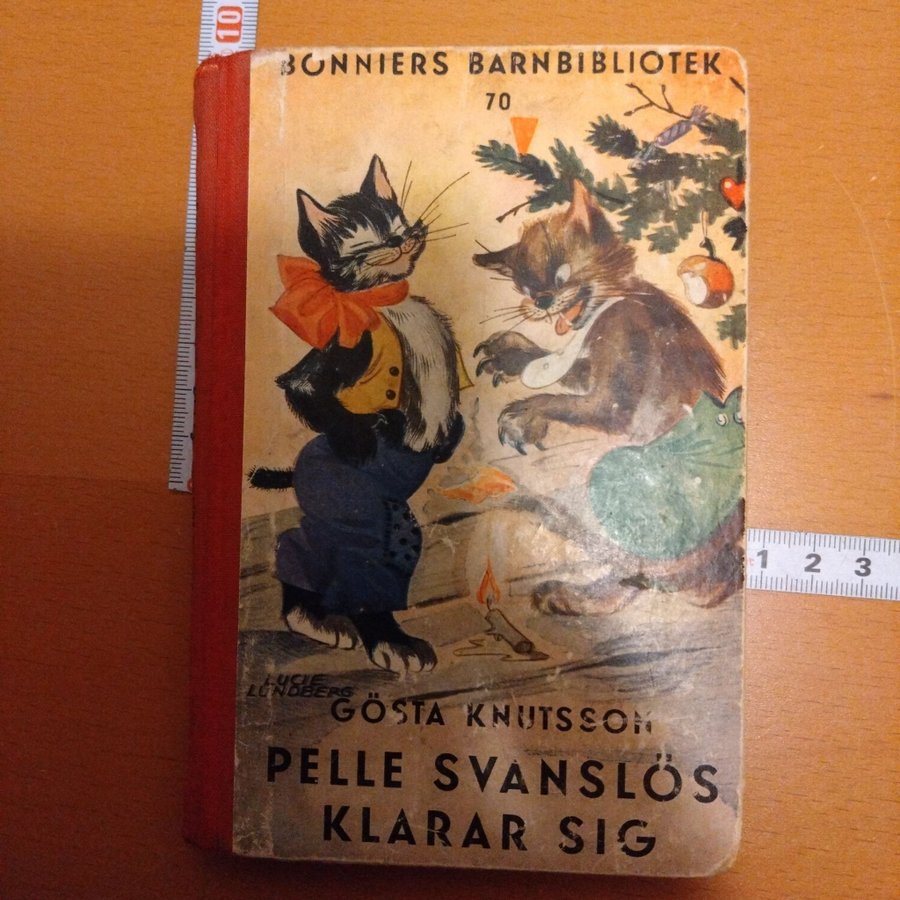 10
BONNIERS BARNBIBLIOTEK
70
1 2 3
LUCIE
LUNDBERG
GÖSTA KNUTSSON
PELLE SVANSLÖS
KLARAR SIG